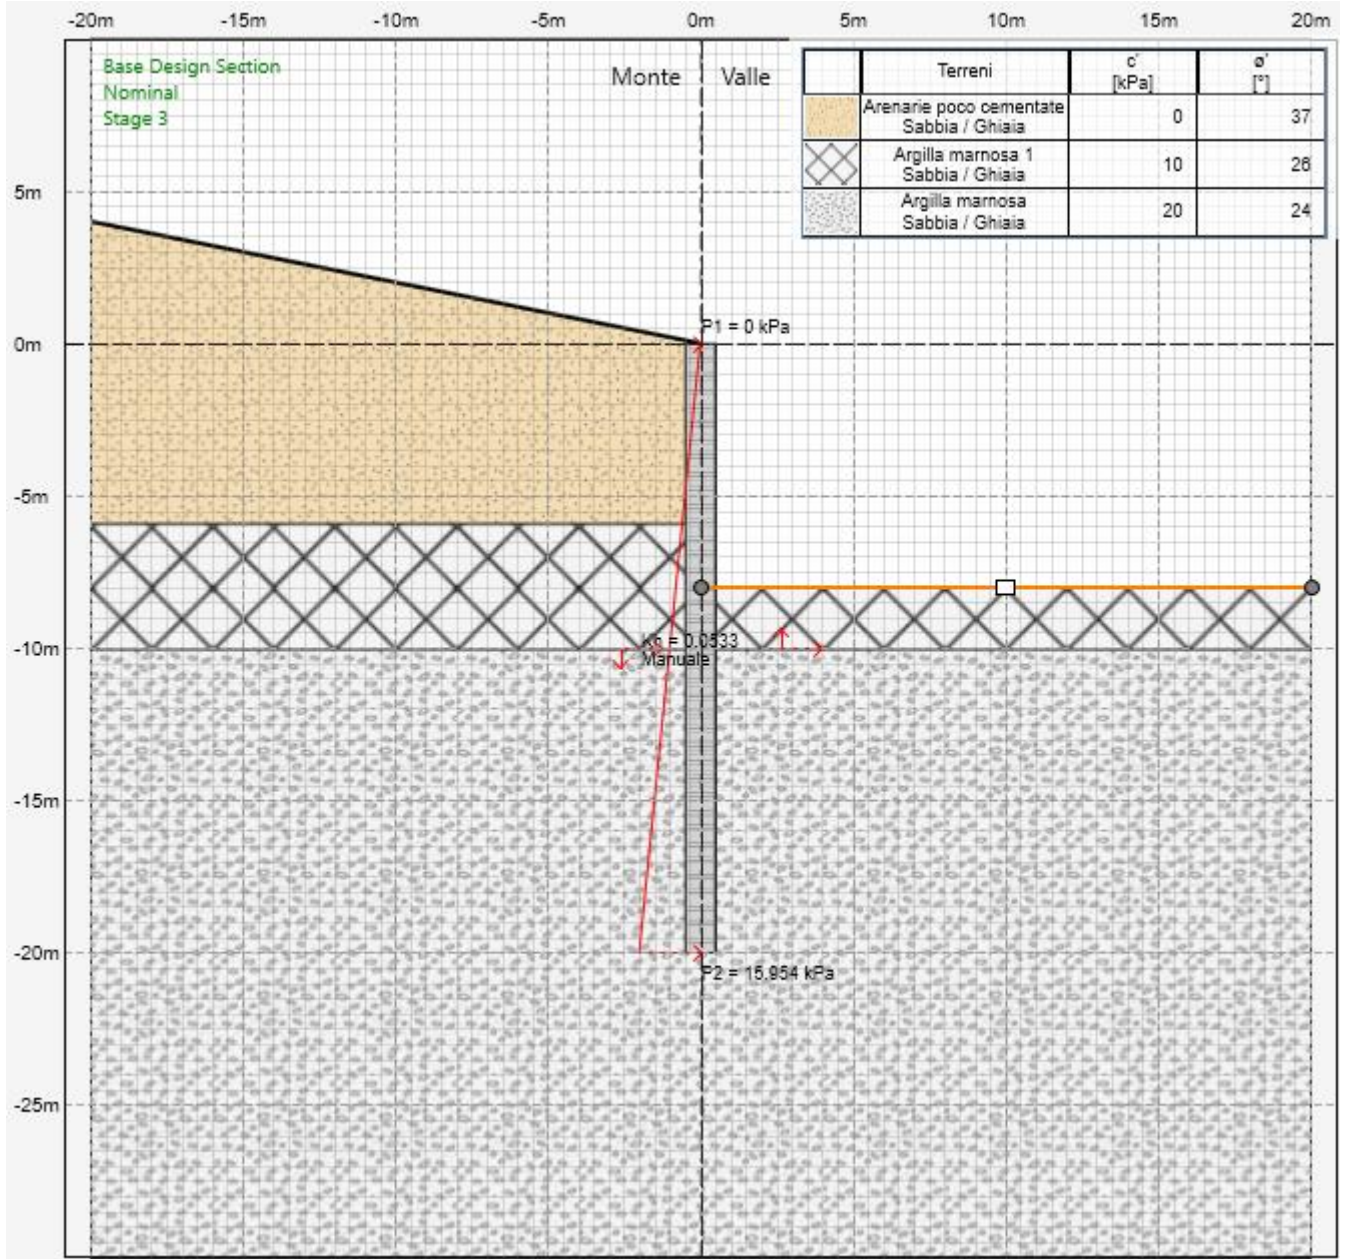 -20m -15m -10m -5m 0m 5m 10m 15m 20m
Base Design Section
Nominal
Stage 3
Monte Valle
Terreni c' [kPa] ø' [°]
Arenarie poco cementate
Sabbia / Ghiaia 0 37
Argilla marnosa 1
Sabbia / Ghiaia 10 26
Argilla marnosa
Sabbia / Ghiaia 20 24
5m
P1 = 0 kPa
0m
-5m
= 0.0533
-10m
Manuale
-15m
-20m
P2 = 15.954 kPa
-25m